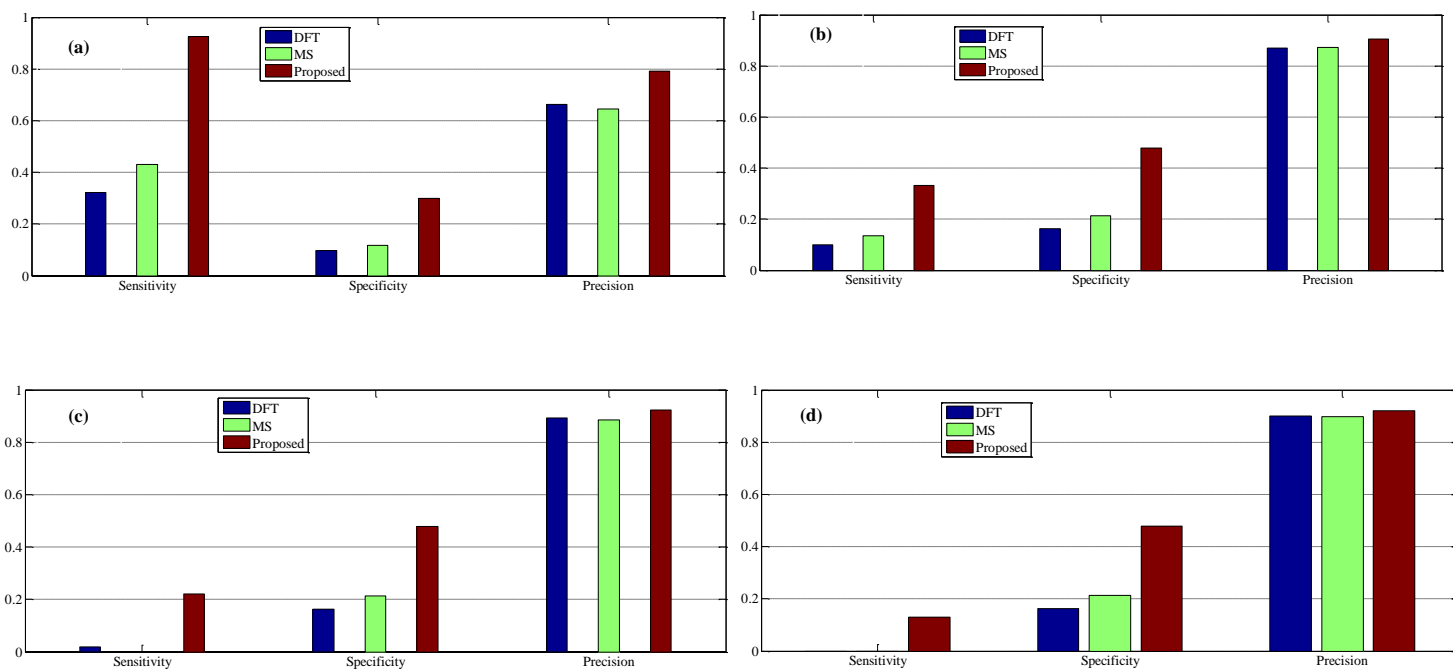 1
0.8
0.6
0.4
0.2
0
(a)
DFT
MS
Proposed
Sensitivity Specificity Precision
1
0.8
0.6
0.4
0.2
0
(b)
DFT
MS
Proposed
Sensitivity Specificity Precision
1
0.8
0.6
0.4
0.2
0
(c)
DFT
MS
Proposed
Sensitivity Specificity Precision
1
0.8
0.6
0.4
0.2
0
(d)
DFT
MS
Proposed
Sensitivity Specificity Precision